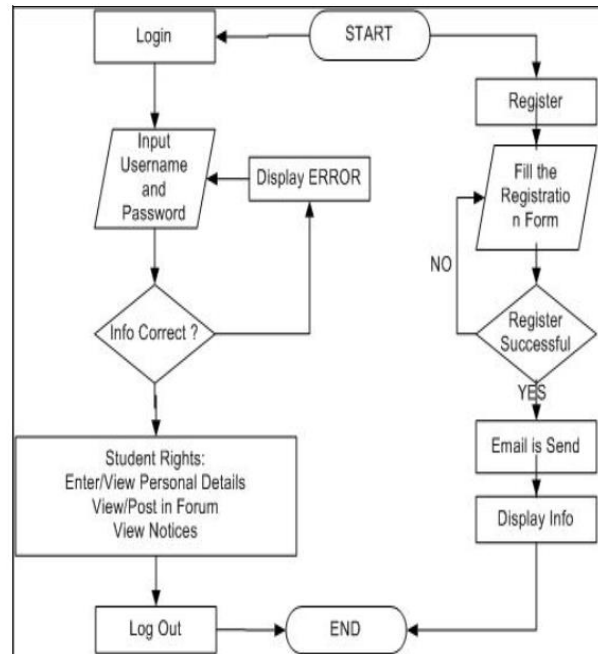 START
Login
Input
Username
and
Password
Display ERROR
Info Correct ?
Student Rights:
Enter/View Personal Details
View/Post in Forum
View Notices
Log Out
Register
Fill the
Registratio
n Form
NO
Register
Successful
YES
Email is Send
Display Info
END